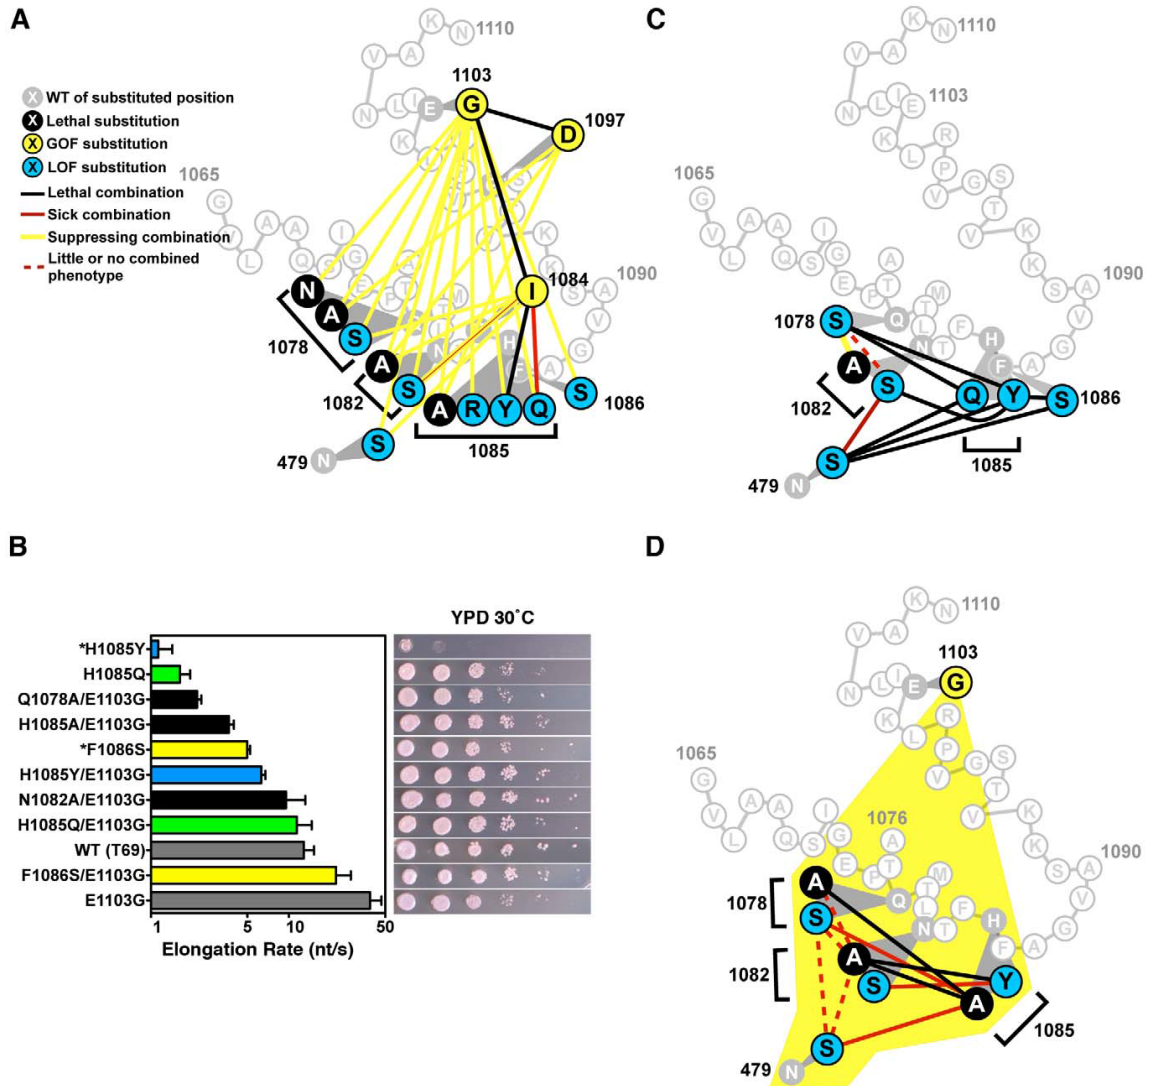 A
C
1110
1103
1097
X WT of substituted position
X Lethal substitution
X GOF substitution
X LOF substitution
Lethal combination
Sick combination
Suppressing combination
Little or no combined
phenotype
1065
1084
1090
N
A
S
1078
A
S
1082
A R Y Q
1085
S
1086
S
N
479
G
D
I
E
H
1110
1103
1065
1090
1078
S
Q
N
H
F
A
S
1082
Q Y S
1086
1085
S
N
479
B
D
YPD 30˚C
*H1085Y
H1085Q
Q1078A/E1103G
H1085A/E1103G
*F1086S
H1085Y/E1103G
N1082A/E1103G
H1085Q/E1103G
WT (T69)
F1086S/E1103G
E1103G
1 5 10 50
Elongation Rate (nt/s)
1110
1103
E G
1065
1076
1090
1078
A
S
Q
N
H
1082
A
S
Y
A
1085
S
N
479